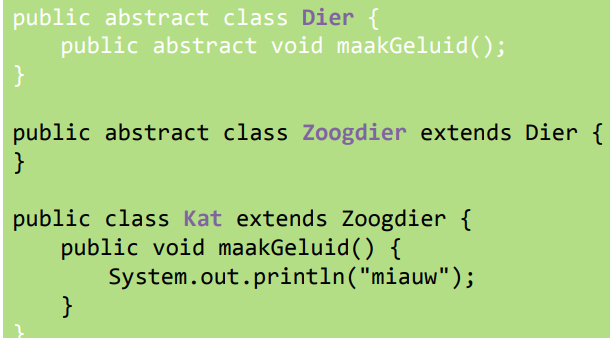 public abstract class Dier {
public abstract void maakGeluid();
}
public abstract class Zoogdier extends Dier {
}
public class Kat extends Zoogdier {
public void maakGeluid() {
System.out.println("miauw");
}
}